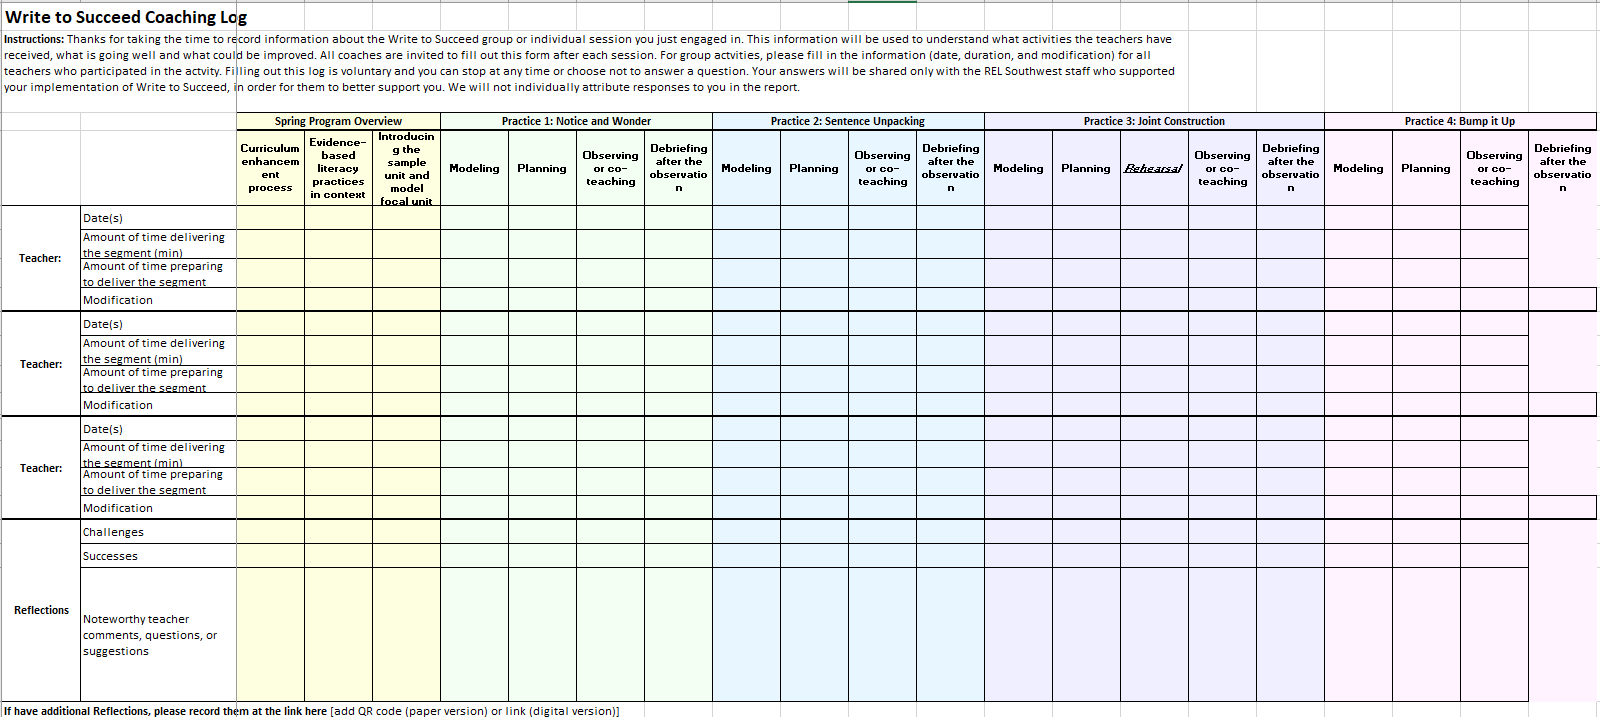 Write to Succeed Coaching Log
Instructions: Thanks for taking the time to record information about the Write to Succeed group or individual session you just engaged in. This information will be used to understand what activities the teachers have
received, what is going well and what could be improved. All coaches are invited to fill out this form after each session. For group actvities, please fill in the information (date, duration, and modification) for all
teachers who participated in the actvity. Filling out this log is voluntary and you can stop at any time or choose not to answer a question. Your answers will be shared only with the REL Southwest staff who supported
your implementation of Write to Succeed, in order for them to better support you. We will not individually attribute responses to you in the report.
Spring Program Overview
Practice 1: Notice and Wonder
Practice 2: Sentence Unpacking
Practice 3: Joint Construction
Practice 4: Bump it Up
Curriculum
enhancem
ent
process
Evidence-
based
literacy
practices
in context
Introducin
g the
sample
unit and
model
focal unit
Modeling
Planning
Observing
or co-
teaching
Debriefing
after the
observatio
n
Modeling
Planning
Observing
or co-
teaching
Debriefing
after the
observatio
n
Modeling
Planning
Rehearsal
Observing
or co-
teaching
Debriefing
after the
observatio
n
Modeling
Planning
Observing
or co-
teaching
Debriefing
after the
observatio
n
Teacher:
Date(s)
Amount of time delivering
the segment (min)
Amount of time preparing
to deliver the segment
Modification
Teacher:
Date(s)
Amount of time delivering
the segment (min)
Amount of time preparing
to deliver the segment
Modification
Teacher:
Date(s)
Amount of time delivering
the segment (min)
Amount of time preparing
to deliver the segment
Modification
Reflections
Challenges
Successes
Noteworthy teacher
comments, questions, or
suggestions
If have additional Reflections, please record them at the link here [add QR code (paper version) or link (digital version)]